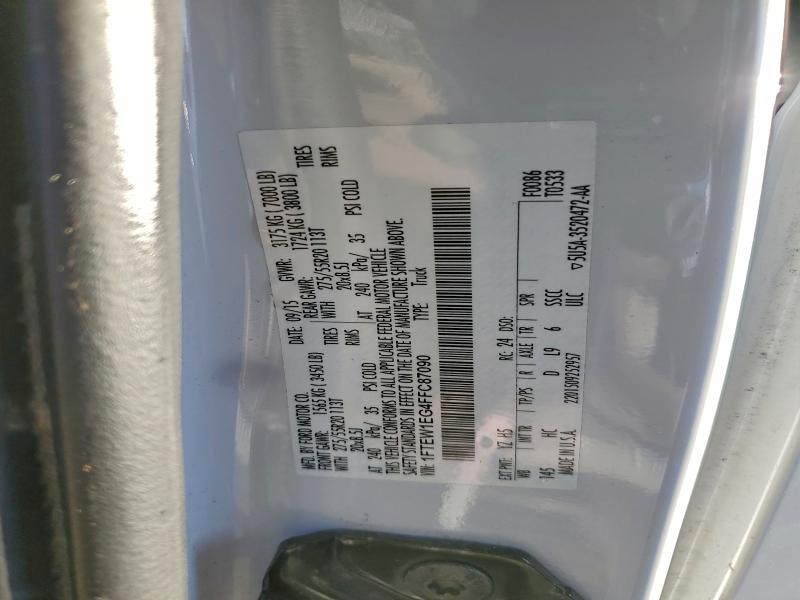 MFD. BY FORD MOTOR CO.
DATE: 09/15 GVWR: 3175 KG ( 7000 LB)
FRONT GAWR: 1565 KG ( 3450 LB) REAR GAWR: 1724 KG ( 3800 LB)
WITH 275/55R20 113T TIRES WITH 275/55R20 113T TIRES
20x8.5J RIMS 20x8.5J RIMS
AT 240 kPa/ 35 PSI COLD AT 240 kPa/ 35 PSI COLD
THIS VEHICLE CONFORMS TO ALL APPLICABLE FEDERAL MOTOR VEHICLE
SAFETY STANDARDS IN EFFECT ON THE DATE OF MANUFACTURE SHOWN ABOVE.
VIN: 1FTEW1EG4FFC87090 TYPE: Truck
F0086
EXT PNT: YZ H5 RC: 24 DSO: T0533
WB INT TR TP/PS R AXLE TR SPR
145 HC D L9 6 SSCC
MADE IN U.S.A. 2201509252957 ULC ▽5U5A-3520472-AA